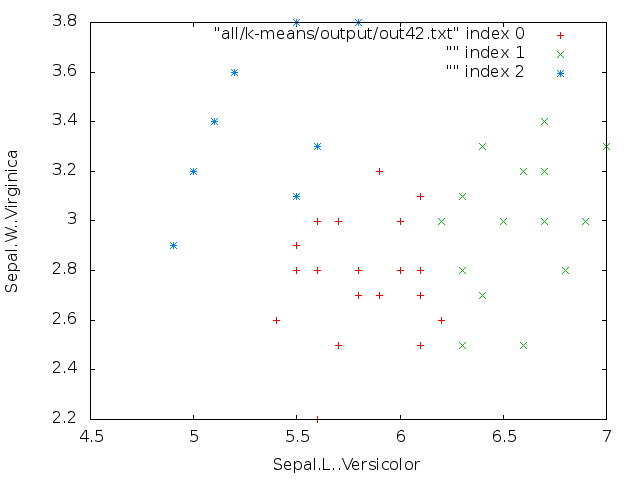 "all/k-means/output/out42.txt" index 0
"" index 1
"" index 2
3.8
3.6
3.4
3.2
3
2.8
2.6
2.4
2.2
Sepal.W..Virginica
4.5 5 5.5 6 6.5 7
Sepal.L..Versicolor